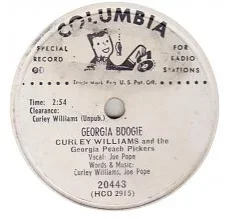 COLUMBIA
SPECIAL RECORD
FOR RADIO STATIONS
Trade Mark Reg. U.S. Pat. Off.
Time: 2:54
Clearance:
Curley Williams (Unpub.)
GEORGIA BOOGIE
CURLEY WILLIAMS and the
Georgia Peach Pickers
Vocal: Joe Pope
Words & Music:
Curley Williams, Joe Pope
20443
(HCO 2915)